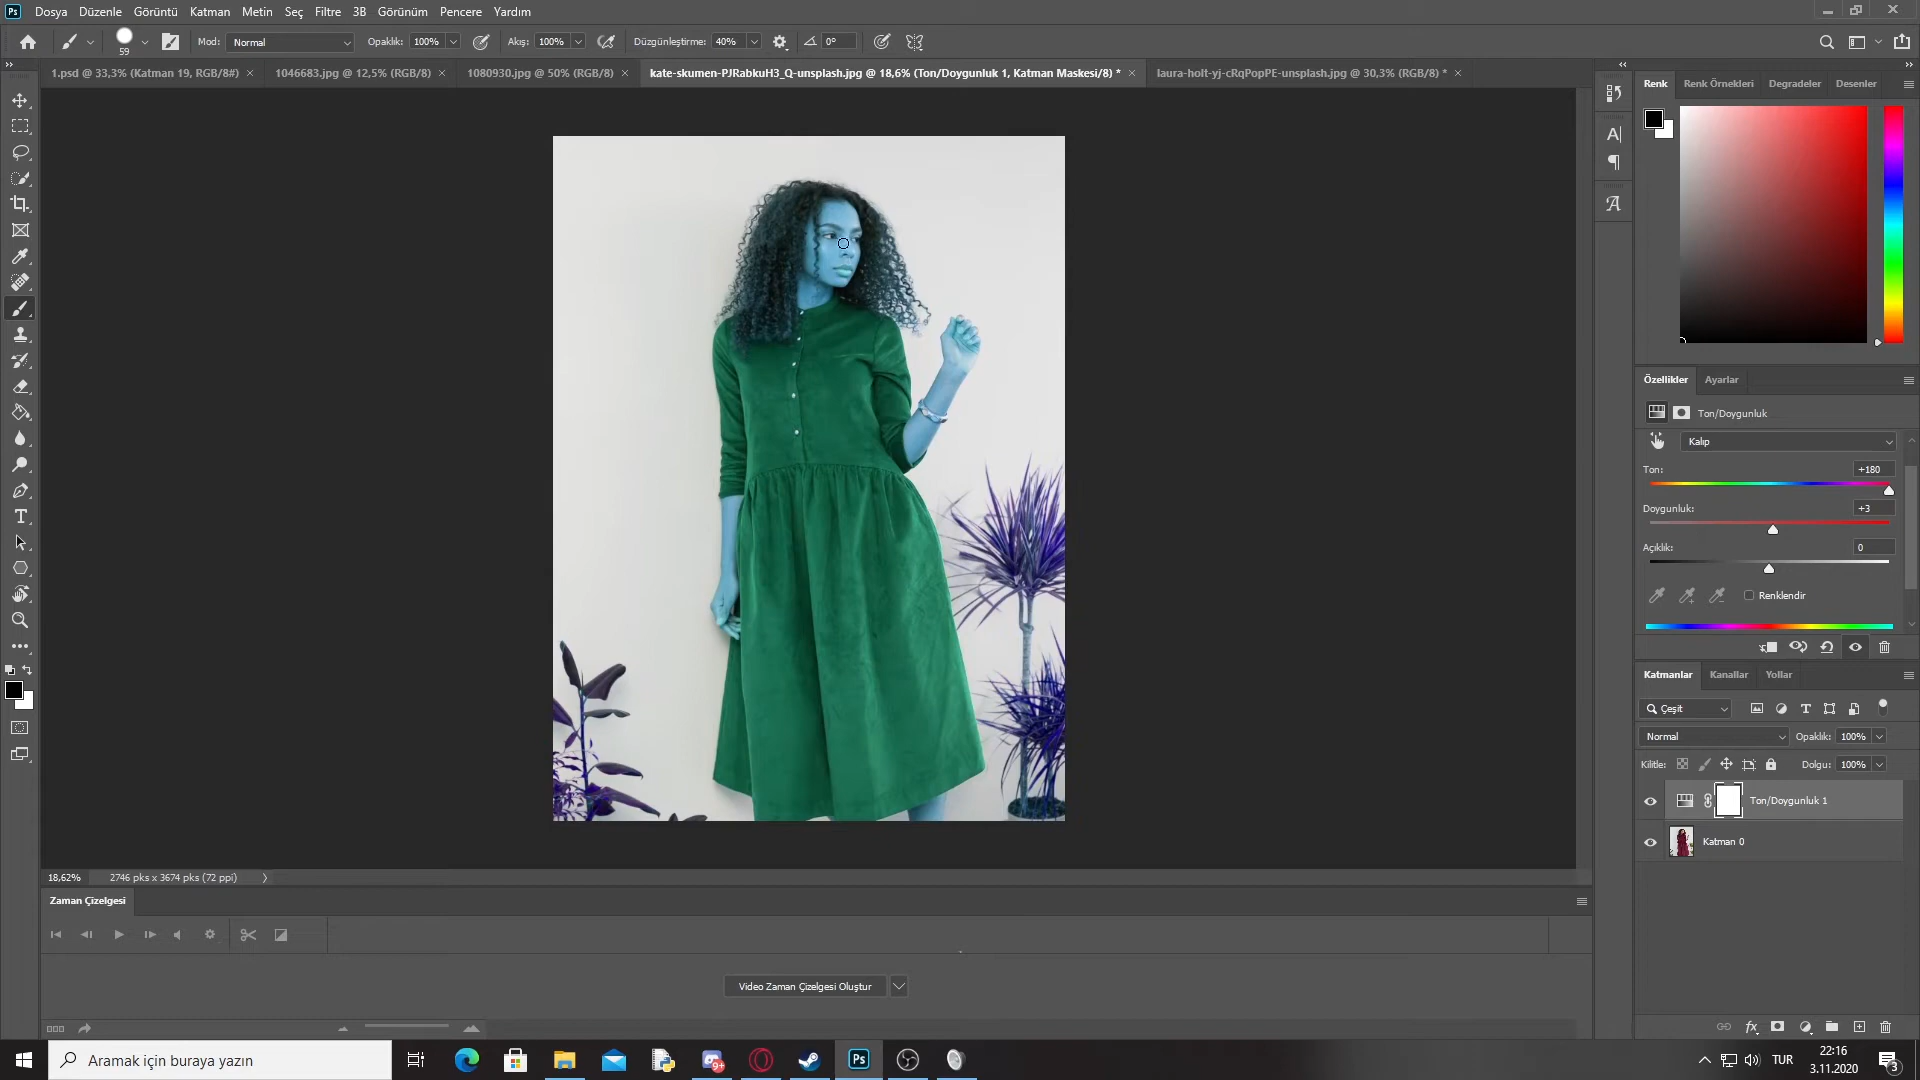 Ps Dosya Düzenle Görüntü Katman Metin Seç Filtre 3B Görünüm Pencere Yardım
59 Mod: Normal Opaklık: 100% Akış: 100% Düzgünleştirme: 40% 0°
1.psd @ 33,3% (Katman 19, RGB/8#) × 1046683.jpg @ 12,5% (RGB/8) × 1080930.jpg @ 50% (RGB/8) × kate-skumen-PJRabkuH3_Q-unsplash.jpg @ 18,6% (Ton/Doygunluk 1, Katman Maskesi/8) * × laura-holt-yj-cRqPopPE-unsplash.jpg @ 30,3% (RGB/8) * ×
Renk Renk Örnekleri Degradeler Desenler
Özellikler Ayarlar
Ton/Doygunluk
Kalıp
Ton: +180
Doygunluk: +3
Açıklık: 0
Renklendir
Katmanlar Kanallar Yollar
Çeşit
Normal Opaklık: 100%
Kilitle: Dolgu: 100%
Ton/Doygunluk 1
Katman 0
18,62% 2746 pks x 3674 pks (72 ppi)
Zaman Çizelgesi
Video Zaman Çizelgesi Oluştur
Aramak için buraya yazın
9+
Ps
TUR
22:16
3.11.2020
3